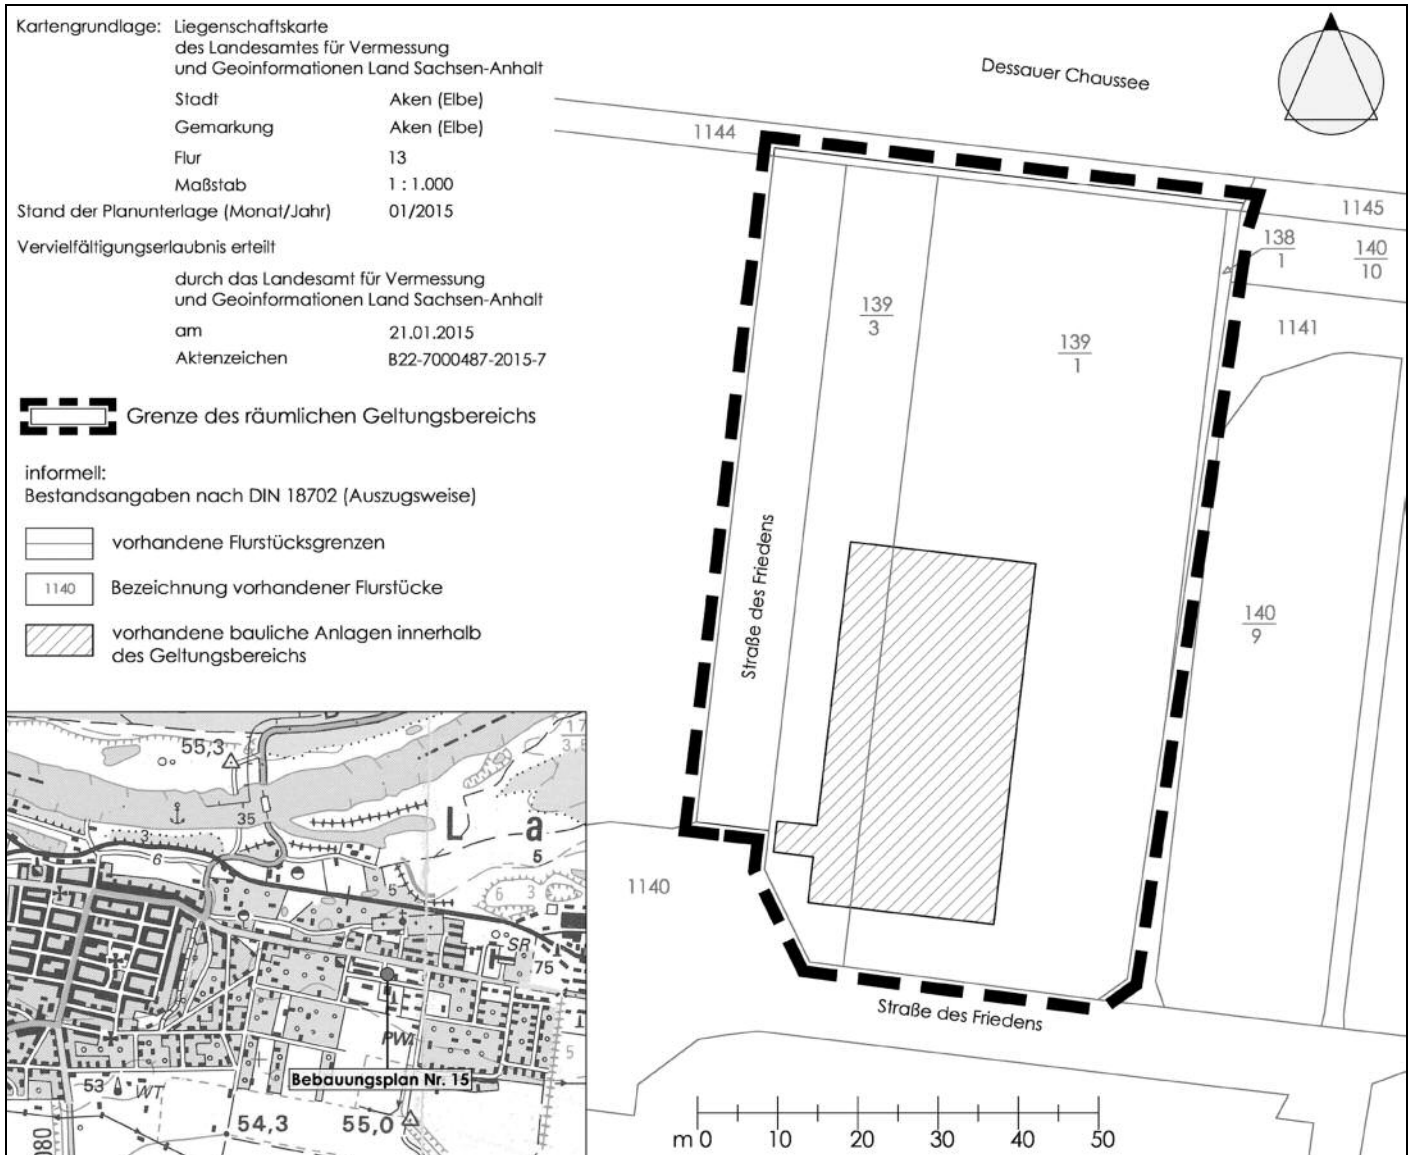 Kartengrundlage: Liegenschaftskarte
des Landesamtes für Vermessung
und Geoinformationen Land Sachsen-Anhalt
Stadt Aken (Elbe)
Gemarkung Aken (Elbe)
Flur 13
Maßstab 1 : 1.000
Stand der Planunterlage (Monat/Jahr) 01/2015
Vervielfältigungserlaubnis erteilt
durch das Landesamt für Vermessung
und Geoinformationen Land Sachsen-Anhalt
am 21.01.2015
Aktenzeichen B22-7000487-2015-7
Grenze des räumlichen Geltungsbereichs
informell:
Bestandsangaben nach DIN 18702 (Auszugsweise)
vorhandene Flurstücksgrenzen
1140 Bezeichnung vorhandener Flurstücke
vorhandene bauliche Anlagen innerhalb
des Geltungsbereichs
Dessauer Chaussee
1144
1145
138
1
140
10
139
3
1141
139
1
Straße des Friedens
140
9
1140
Straße des Friedens
m 0 10 20 30 40 50
55,3
35
L a
3
5
6
5
6 3
SR
75
PW.
5
Bebauungsplan Nr. 15
53
WT
54,3
55,0
080